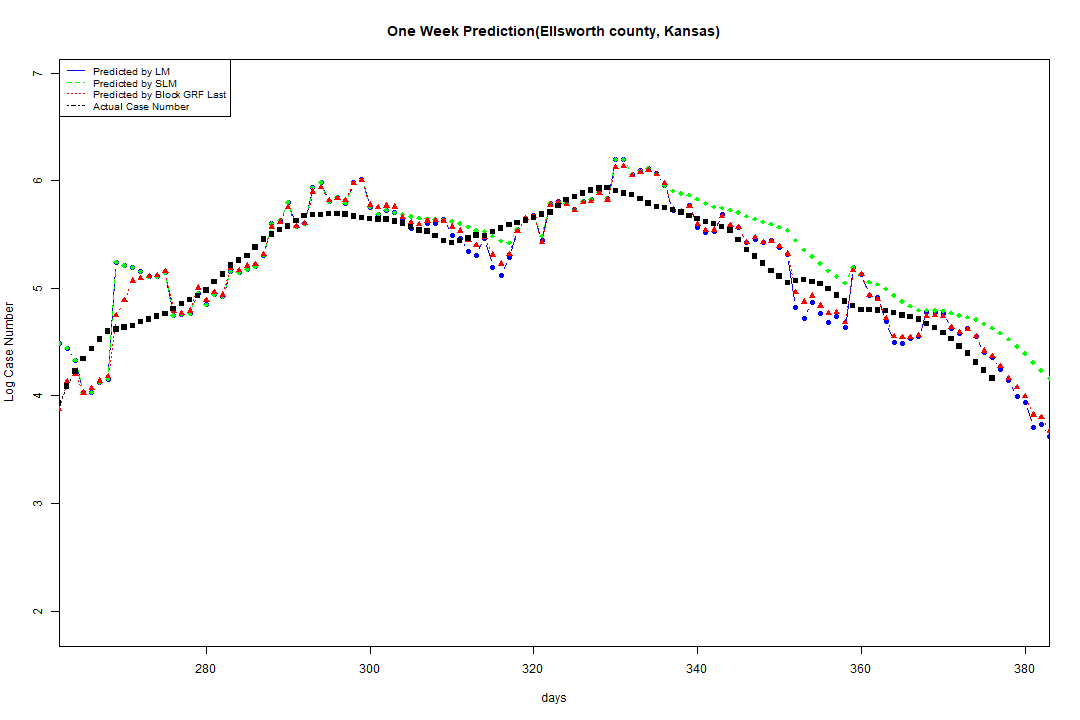 One Week Prediction(Ellsworth county, Kansas)
Predicted by LM
Predicted by SLM
Predicted by Block GRF Last
Actual Case Number
7
6
5
4
3
2
Log Case Number
280 300 320 340 360 380
days